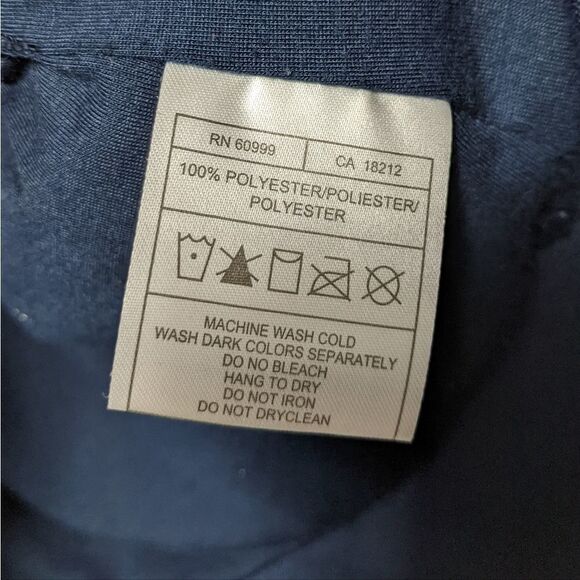 RN 60999
CA 18212
100% POLYESTER/POLIESTER/
POLYESTER
MACHINE WASH COLD
WASH DARK COLORS SEPARATELY
DO NO BLEACH
HANG TO DRY
DO NOT IRON
DO NOT DRYCLEAN